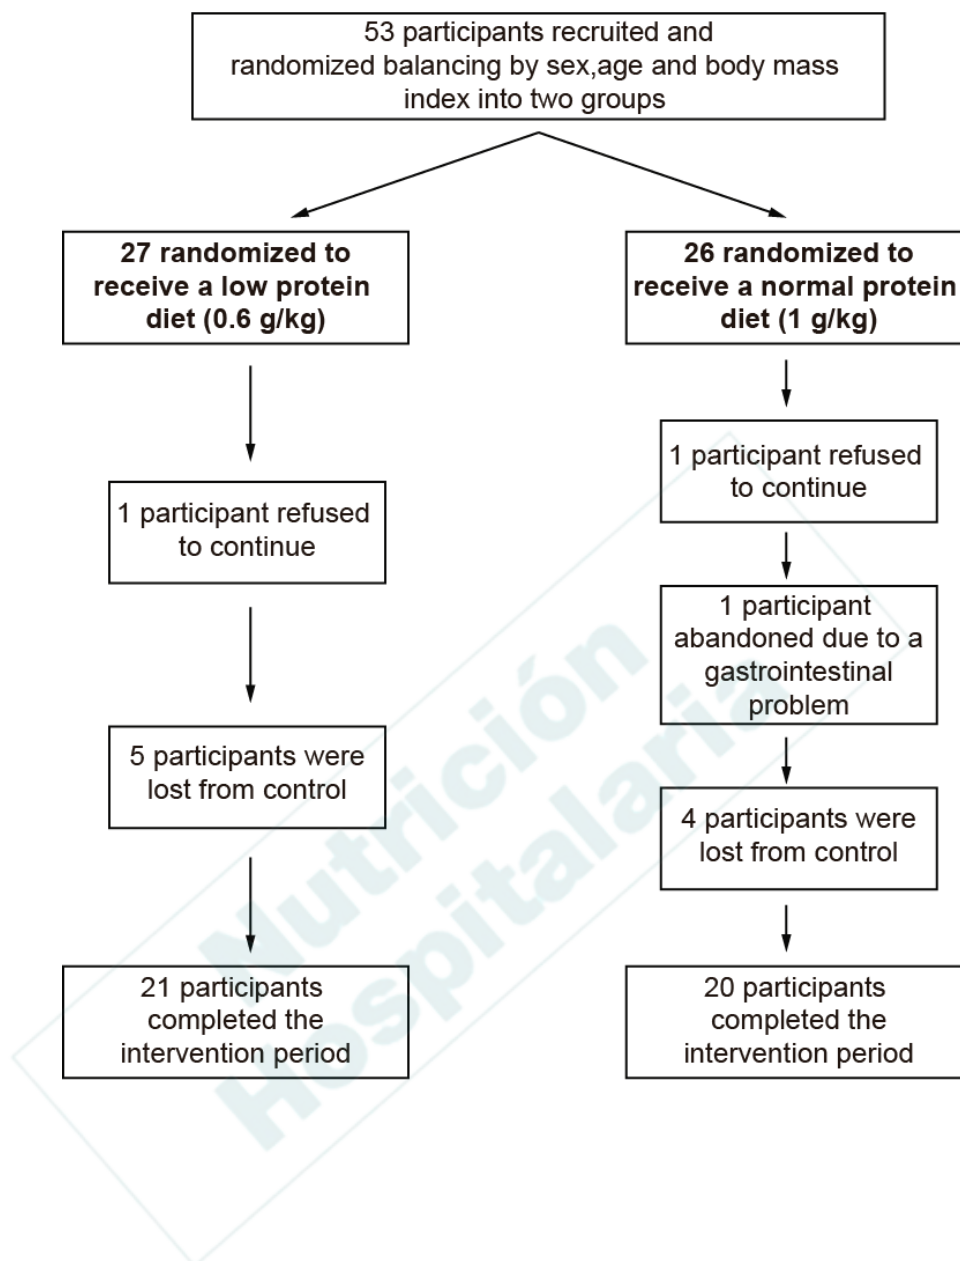 53 participants recruited and
randomized balancing by sex,age and body mass
index into two groups
27 randomized to
receive a low protein
diet (0.6 g/kg)
1 participant refused
to continue
5 participants were
lost from control
21 participants
completed the
intervention period
26 randomized to
receive a normal protein
diet (1 g/kg)
1 participant refused
to continue
1 participant
abandoned due to a
gastrointestinal
problem
4 participants were
lost from control
20 participants
completed the
intervention period
Nutrición
Hospitalaria